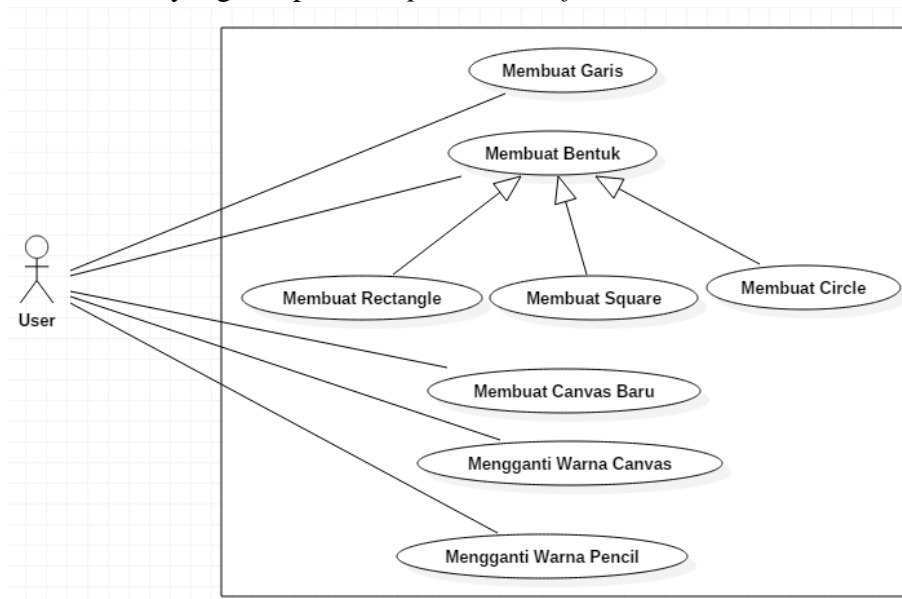 Membuat Garis
Membuat Bentuk
Membuat Rectangle
Membuat Square
Membuat Circle
User
Membuat Canvas Baru
Mengganti Warna Canvas
Mengganti Warna Pencil